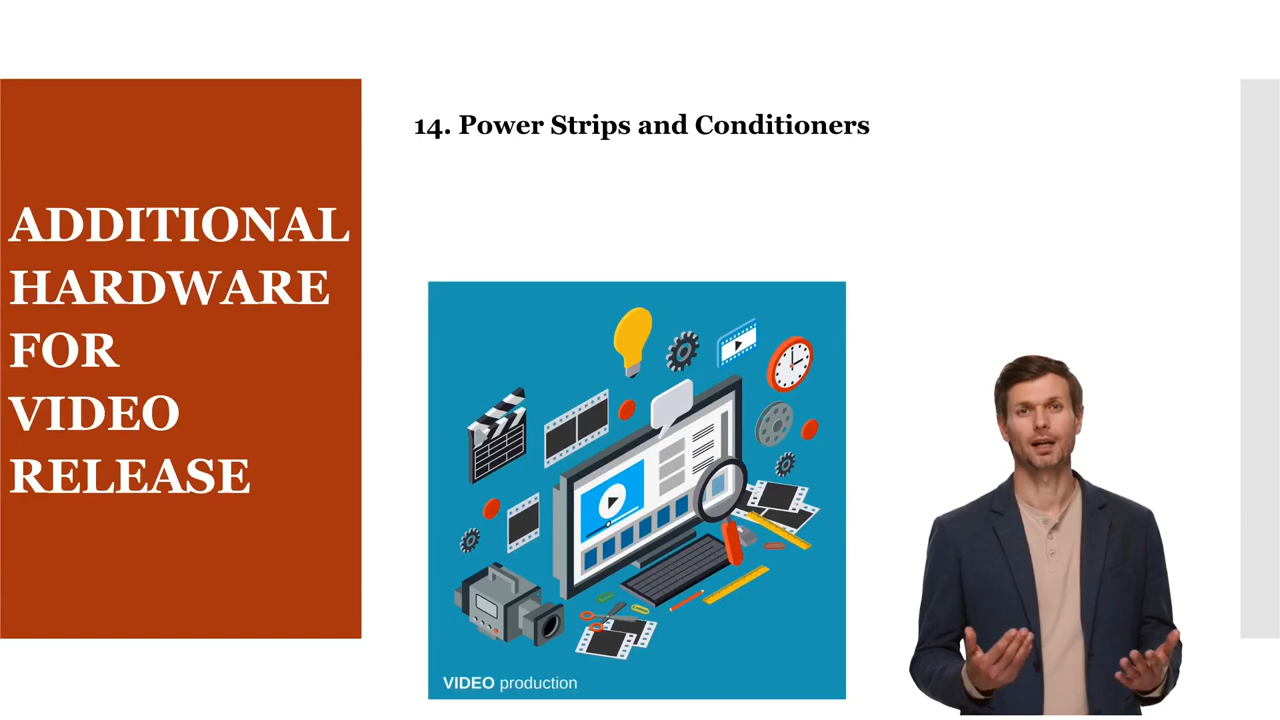 ADDITIONAL
HARDWARE
FOR
VIDEO
RELEASE
14. Power Strips and Conditioners
VIDEO production